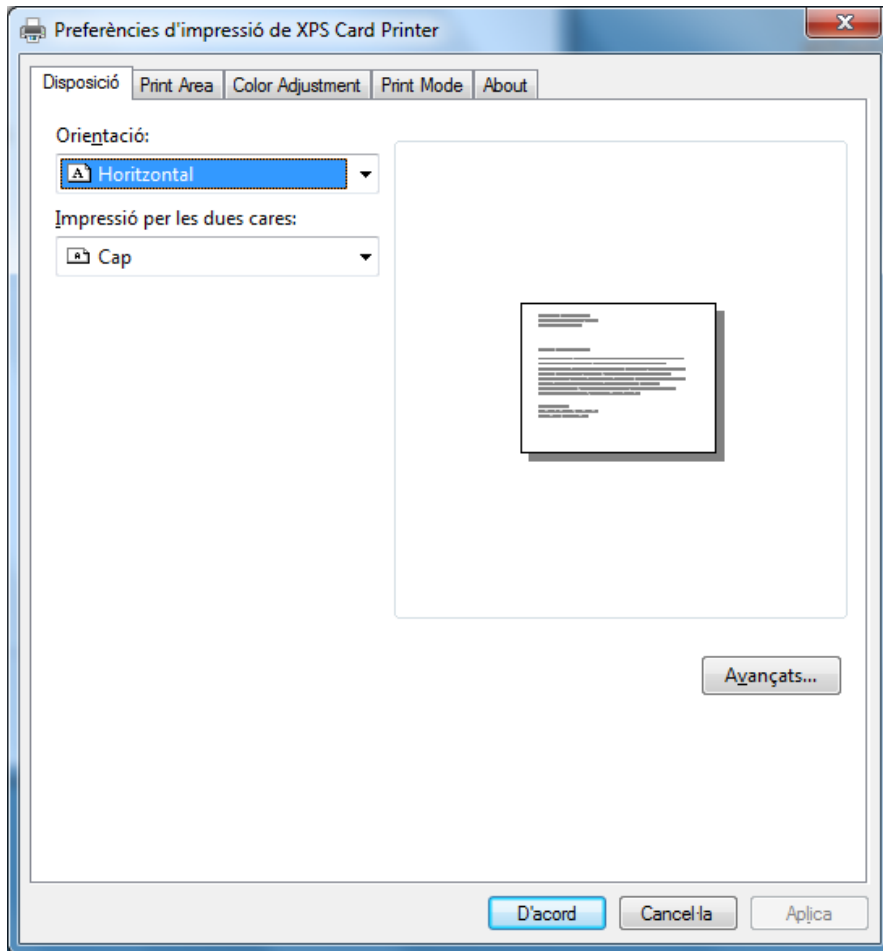 Preferències d'impressió de XPS Card Printer
Disposició Print Area Color Adjustment Print Mode About
Orientació:
Horitzontal
Impressió per les dues cares:
Cap
Avançats...
D'acord Cancel·la Aplica